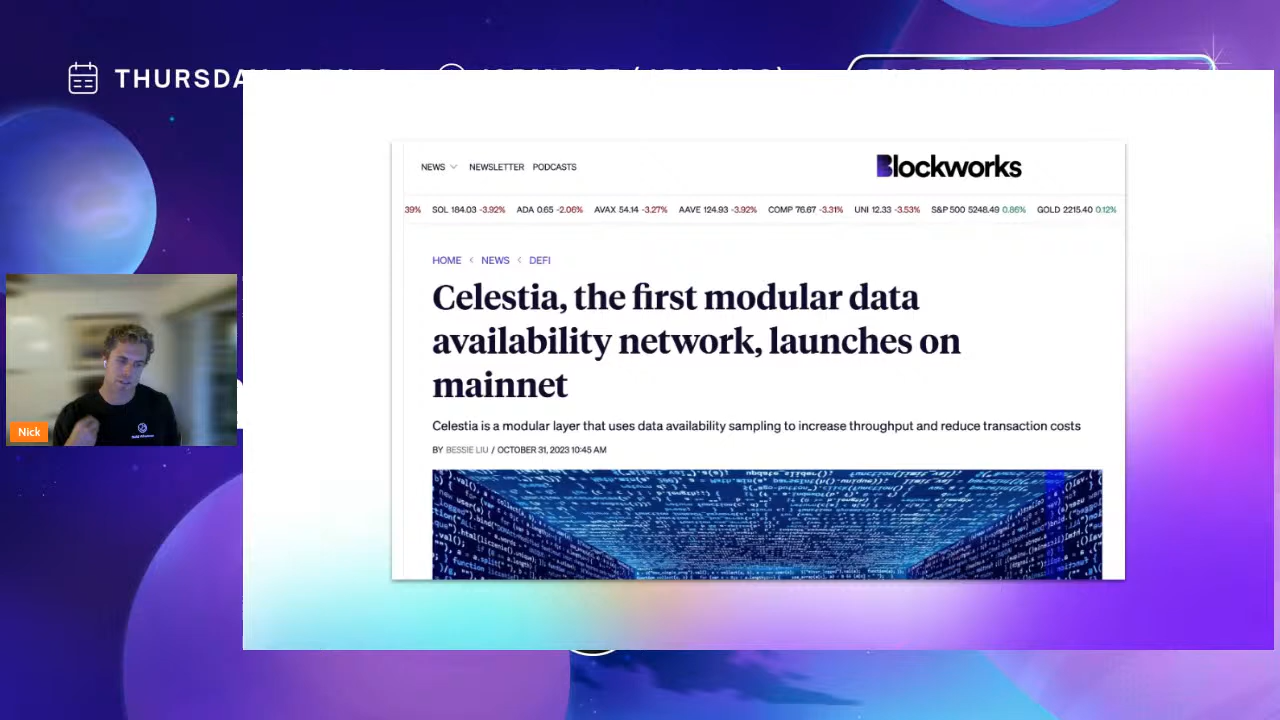 THURSDA
NEWS NEWSLETTER PODCASTS
Blockworks
39% SOL 184.03 -3.92% ADA 0.65 -2.06% AVAX 54.14 -3.27% AAVE 124.93 -3.92% COMP 76.67 -3.31% UNI 12.33 -3.53% S&P 500 5248.49 0.86% GOLD 2215.40 0.12%
HOME < NEWS < DEFI
Celestia, the first modular data
availability network, launches on
mainnet
Celestia is a modular layer that uses data availability sampling to increase throughput and reduce transaction costs
BY BESSIE LIU / OCTOBER 31, 2023 10:45 AM
Nick